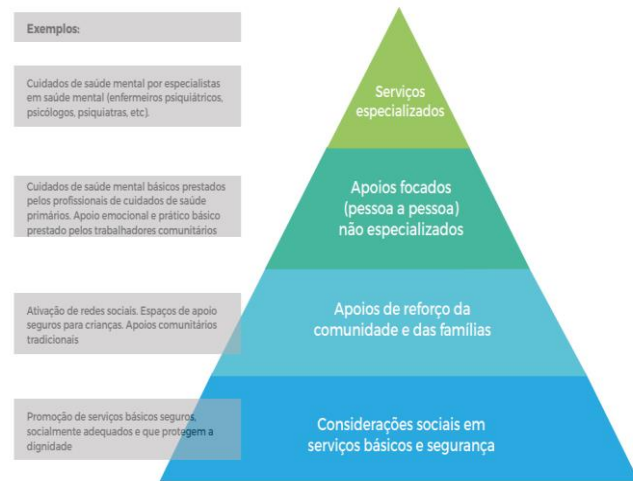 Exemplos:
Cuidados de saúde mental por especialistas
em saúde mental (enfermeiros psiquiátricos,
psicólogos, psiquiatras, etc).
Serviços
especializados
Cuidados de saúde mental básicos prestados
pelos profissionais de cuidados de saúde
primários. Apoio emocional e prático básico
prestado pelos trabalhadores comunitários
Apoios focados
(pessoa a pessoa)
não especializados
Ativação de redes sociais. Espaços de apoio
seguros para crianças. Apoios comunitários
tradicionais
Apoios de reforço da
comunidade e das famílias
Promoção de serviços básicos seguros,
socialmente adequados e que protegem a
dignidade
Considerações sociais em
serviços básicos e segurança